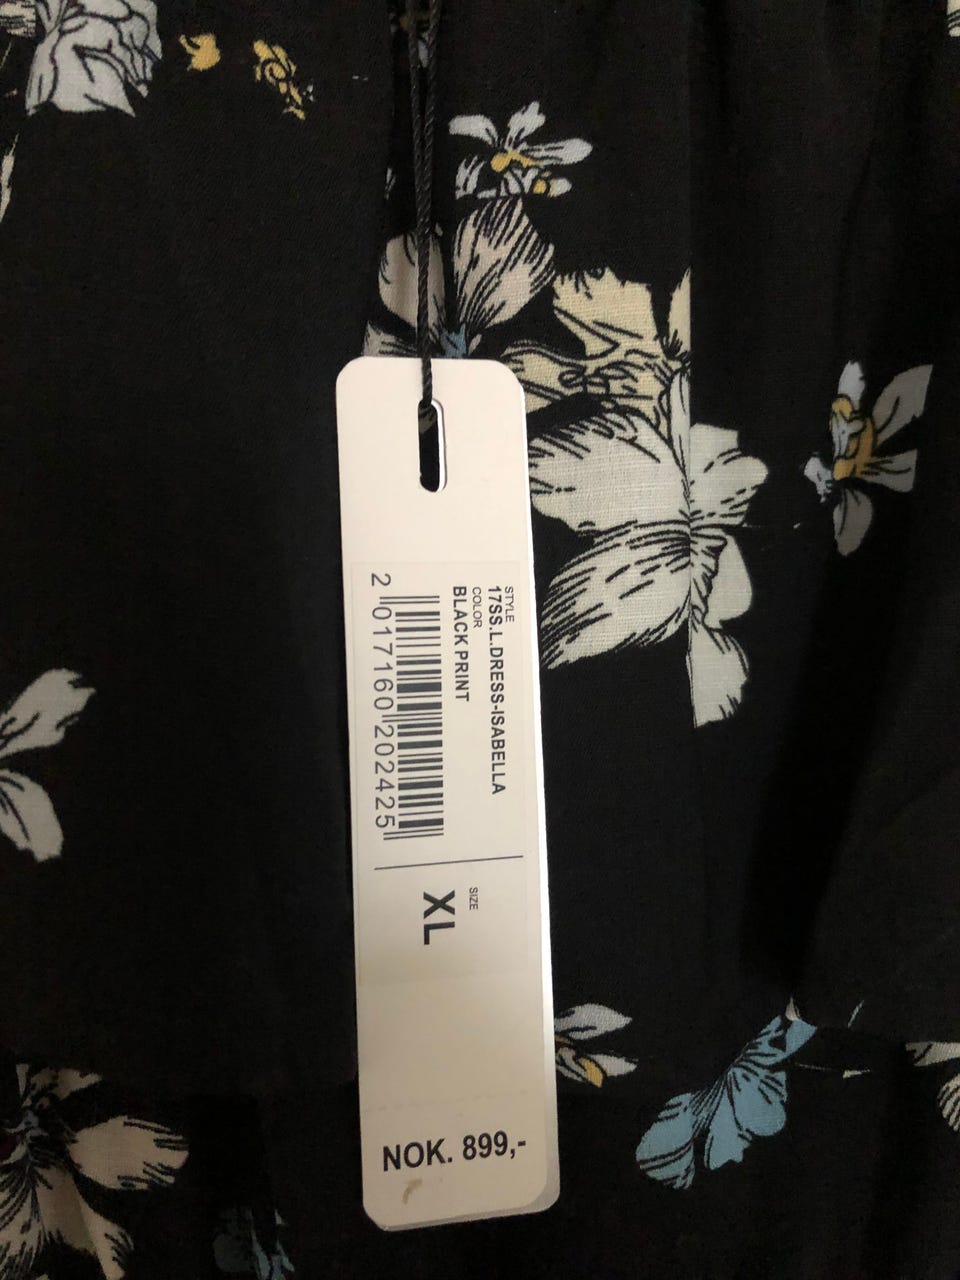 STYLE
17SS.L.DRESS-ISABELLA
COLOR
BLACK PRINT
2 017160 202425
SIZE
XL
NOK. 899,-